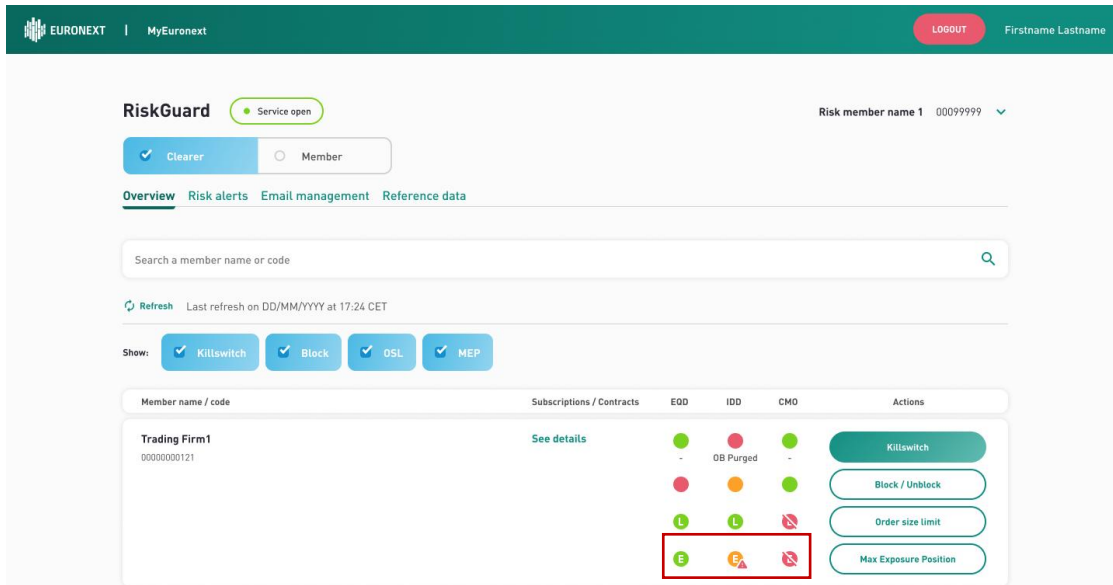 EURONEXT | MyEuronext LOGOUT Firstname Lastname
RiskGuard Service open Risk member name 1 00099999
Clearer Member
Overview Risk alerts Email management Reference data
Search a member name or code
Refresh Last refresh on DD/MM/YYYY at 17:24 CET
Show: Killswitch Block OSL MEP
Member name / code Subscriptions / Contracts EQD IDD CMO Actions
Trading Firm1 See details Killswitch
00000000121 - OB Purged -
Block / Unblock
L L L Order size limit
E E E Max Exposure Position